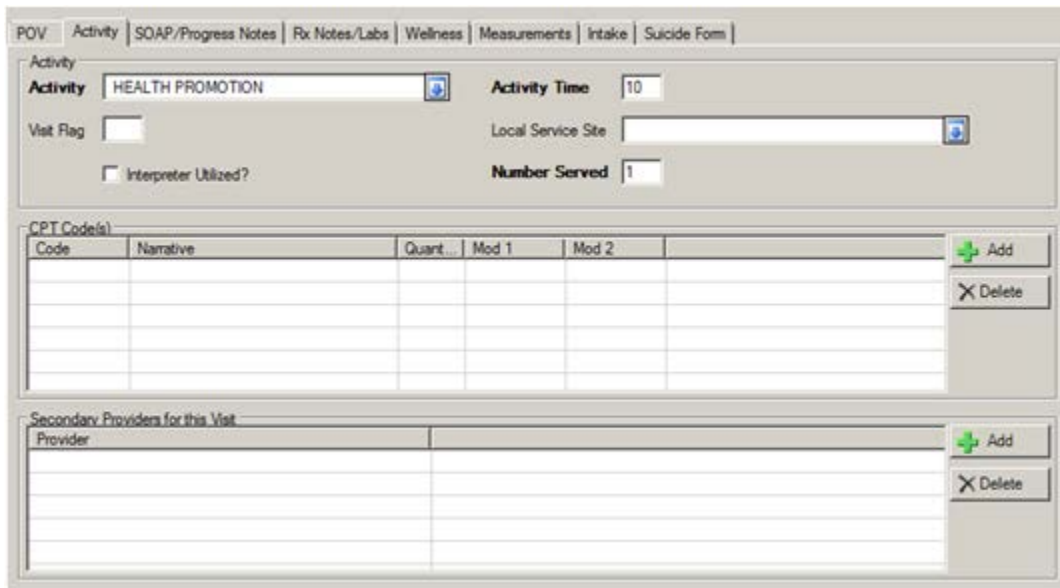 POV Activity SOAP/Progress Notes Rx Notes/Labs Wellness Measurements Intake Suicide Form
Activity
Activity HEALTH PROMOTION Activity Time 10
Visit Flag Local Service Site
Interpreter Utilized? Number Served 1
CPT Code(s)
Code Narrative Quant... Mod 1 Mod 2
Add
Delete
Secondary Providers for this Visit
Provider
Add
Delete